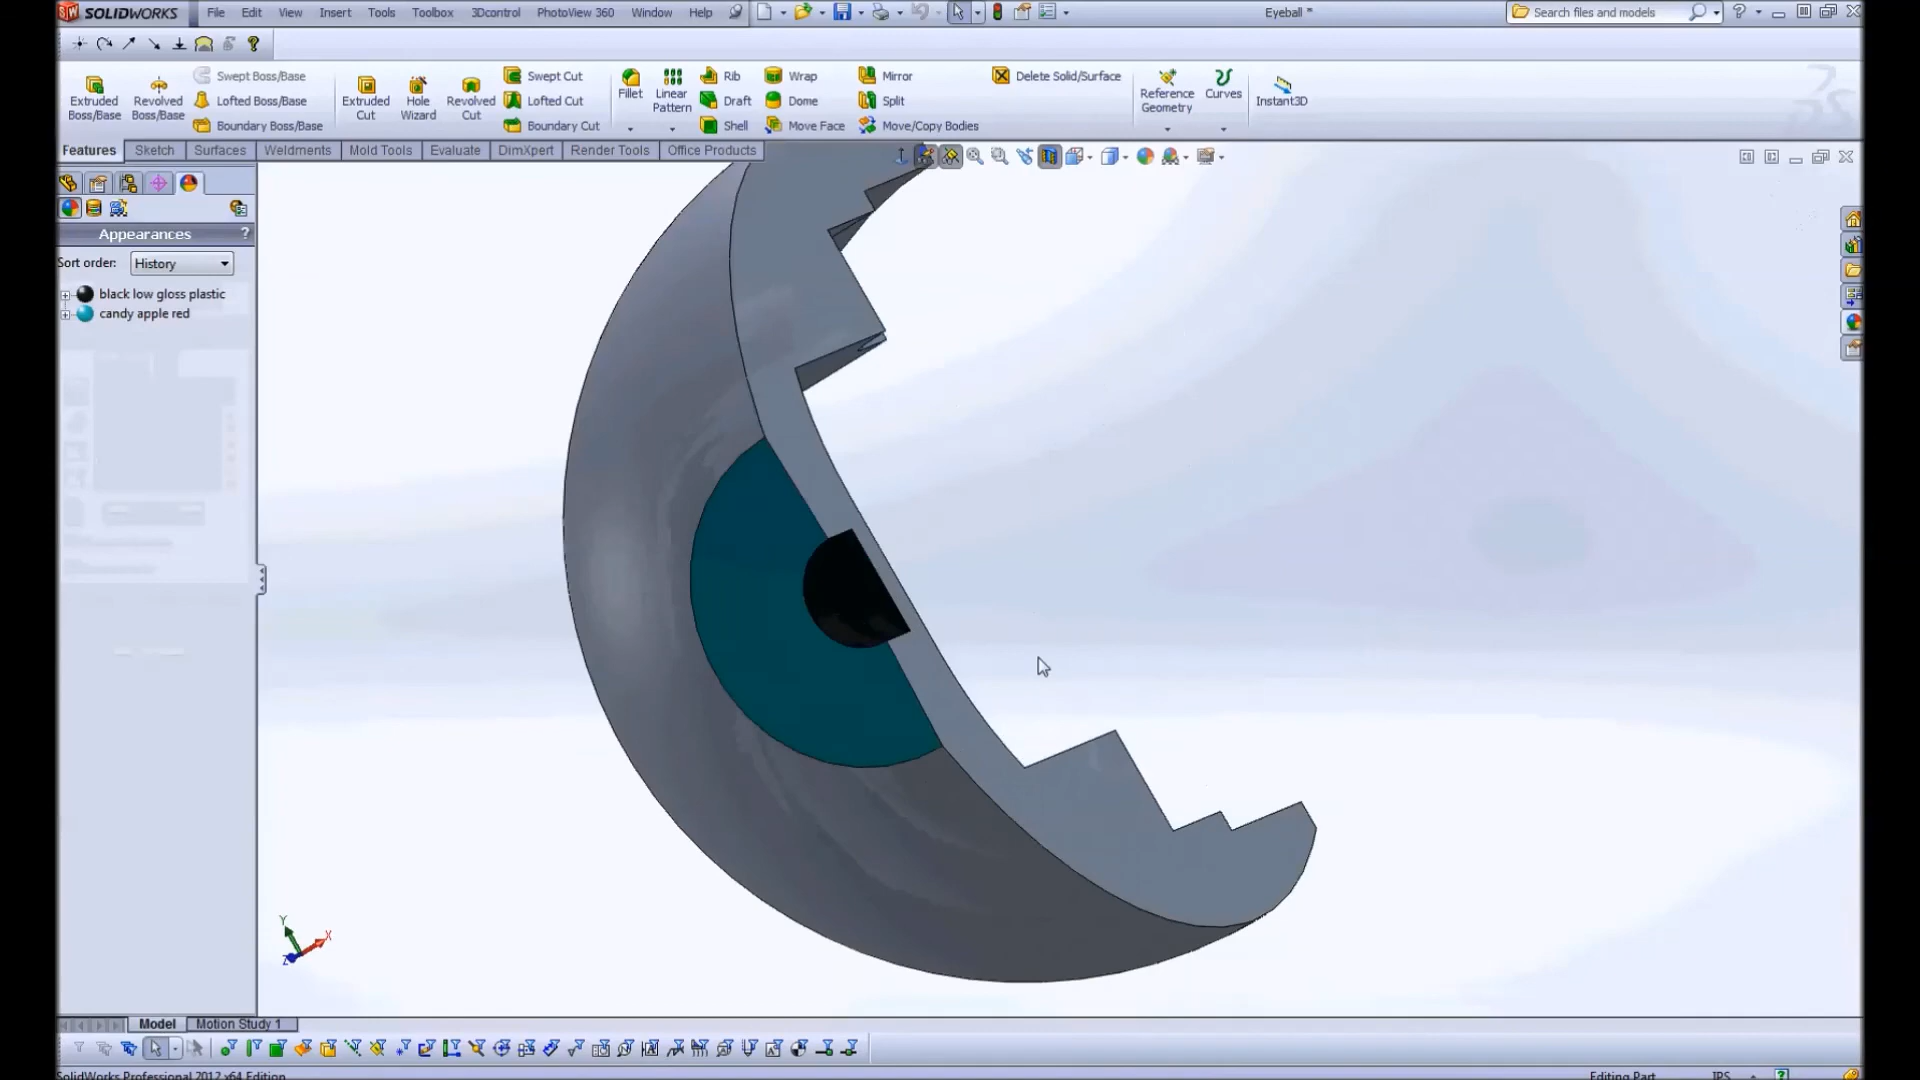 SOLIDWORKS File Edit View Insert Tools Toolbox 3Dcontrol PhotoView 360 Window Help Eyeball * Search files and models
Extruded Boss/Base
Revolved Boss/Base
Swept Boss/Base
Lofted Boss/Base
Boundary Boss/Base
Extruded Cut
Hole Wizard
Revolved Cut
Swept Cut
Lofted Cut
Boundary Cut
Fillet
Linear Pattern
Rib
Draft
Shell
Wrap
Dome
Move Face
Mirror
Split
Move/Copy Bodies
Delete Solid/Surface
Reference Geometry
Curves
Instant3D
Features Sketch Surfaces Weldments Mold Tools Evaluate DimXpert Render Tools Office Products
Appearances ?
Sort order: History
black low gloss plastic
candy apple red
Y
X
Z
Model Motion Study 1
SolidWorks Professional 2012 x64 Edition Editing Part IPS